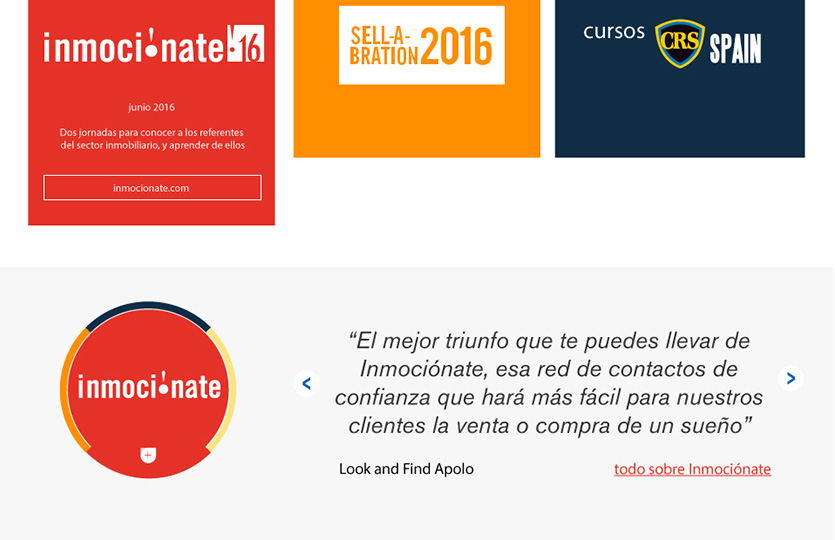 inmoci!nate 16
junio 2016
Dos jornadas para conocer a los referentes
del sector inmobiliario, y aprender de ellos
inmocionate.com
SELL-A-
BRATION 2016
cursos CRS SPAIN
inmoci!nate
“El mejor triunfo que te puedes llevar de
Inmociónate, esa red de contactos de
confianza que hará más fácil para nuestros
clientes la venta o compra de un sueño”
Look and Find Apolo
todo sobre Inmociónate